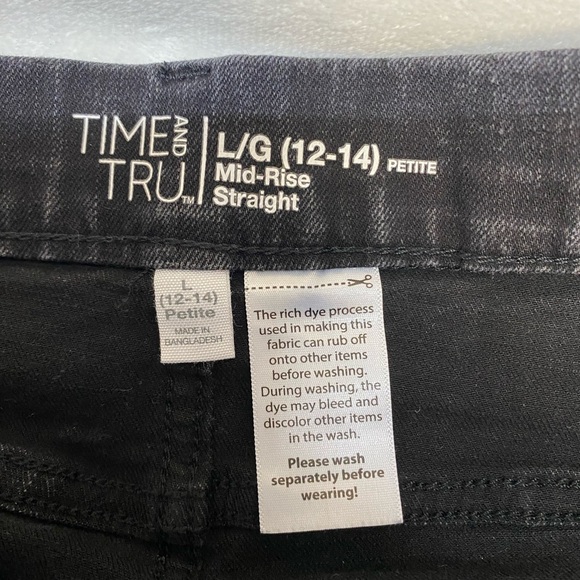 TIME AND
TRU™
L/G (12-14) PETITE
Mid-Rise
Straight
L
(12-14)
Petite
MADE IN
BANGLADESH
The rich dye process
used in making this
fabric can rub off
onto other items
before washing.
During washing, the
dye may bleed and
discolor other items
in the wash.
Please wash
separately before
wearing!